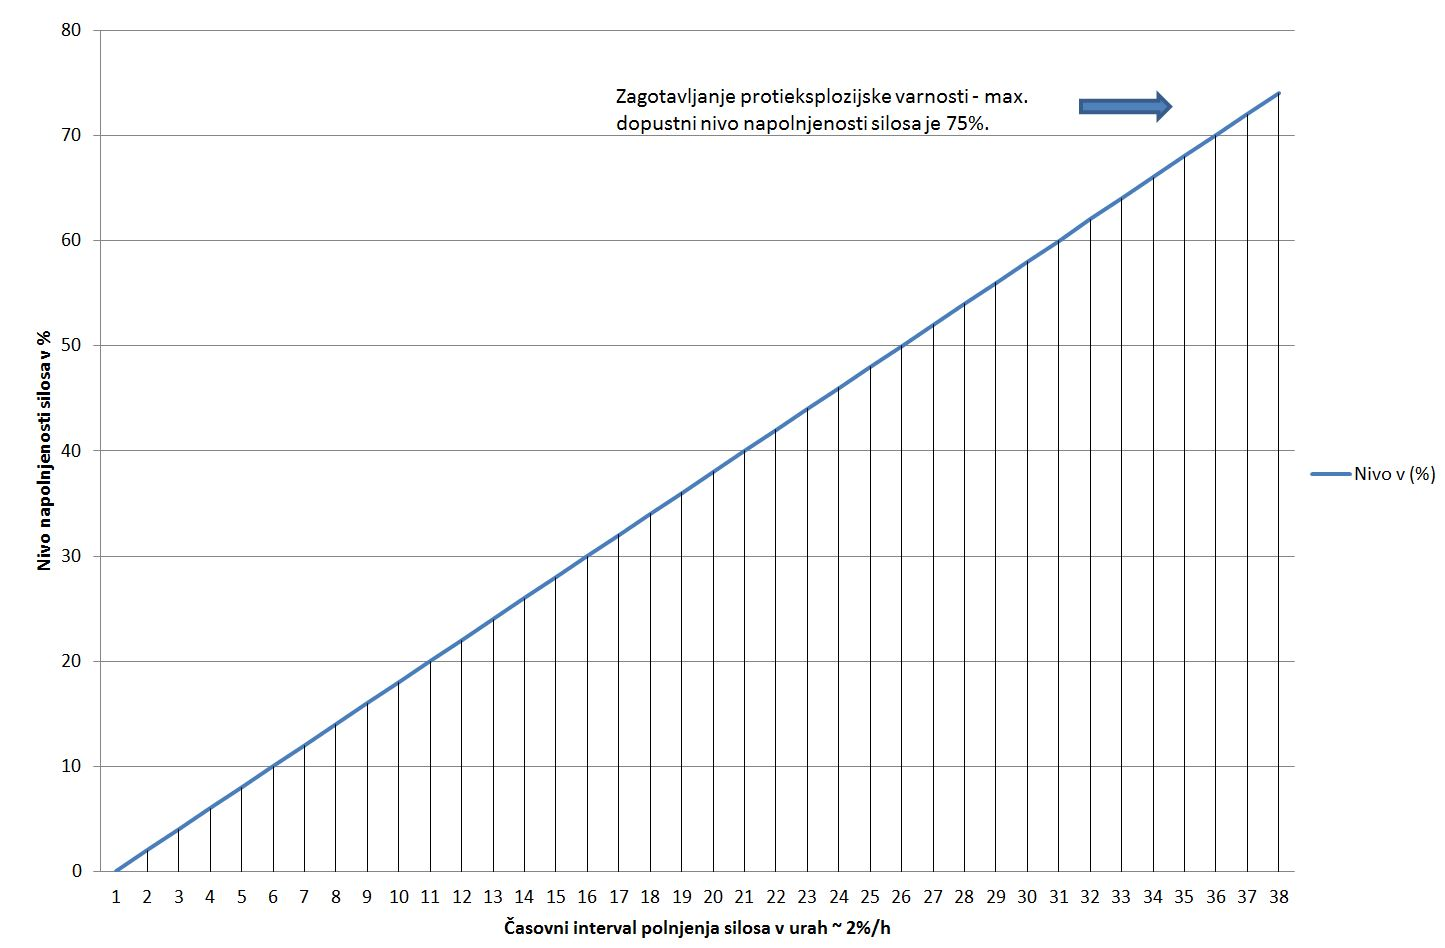 80
70
60
50
40
30
20
10
0
Nivo napolnjenosti silosa v %
Zagotavljanje protieksplozijske varnosti - max.
dopustni nivo napolnjenosti silosa je 75%.
Nivo v (%)
1 2 3 4 5 6 7 8 9 10 11 12 13 14 15 16 17 18 19 20 21 22 23 24 25 26 27 28 29 30 31 32 33 34 35 36 37 38
Časovni interval polnjenja silosa v urah ~ 2%/h